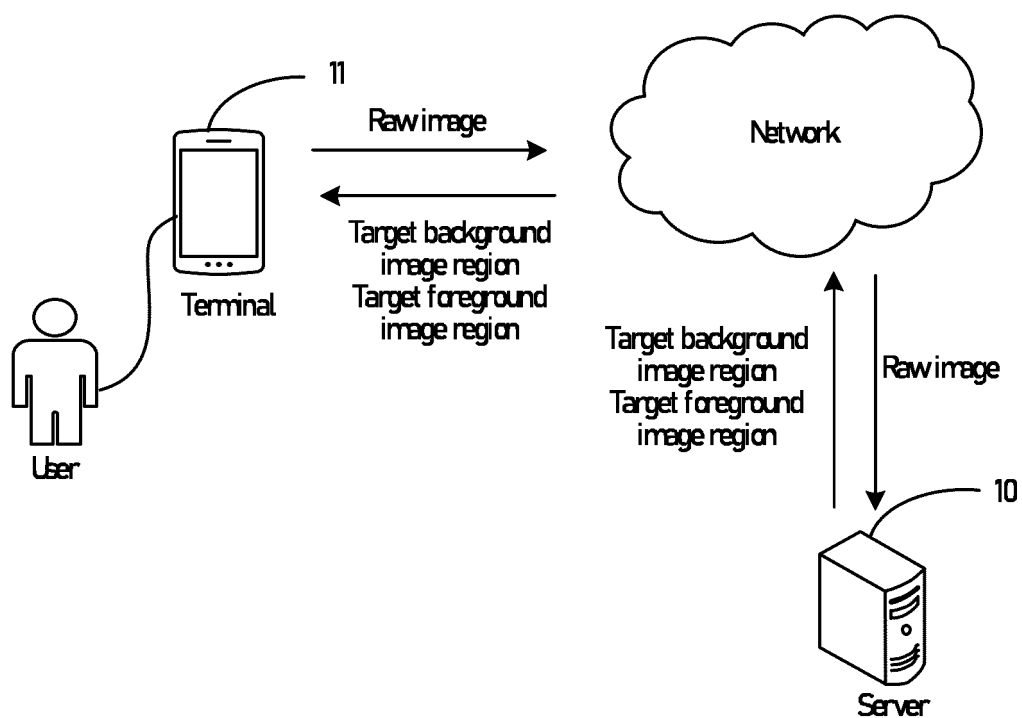 11
Raw image
Network
Target background
image region
Target foreground
image region
Terminal
Target background
image region
Target foreground
image region
Raw image
User
10
Server